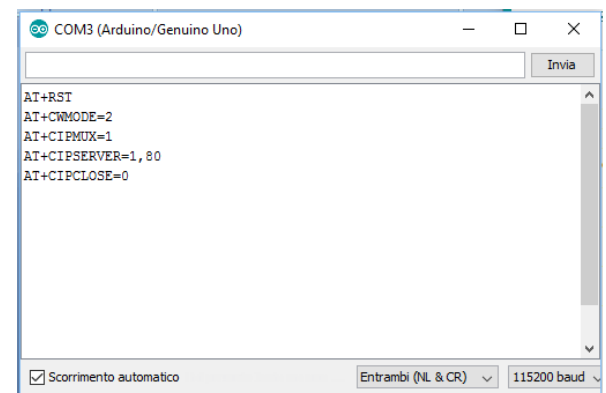 COM3 (Arduino/Genuino Uno)
Invia
AT+RST
AT+CWMODE=2
AT+CIPMUX=1
AT+CIPSERVER=1,80
AT+CIPCLOSE=0
Scorrimento automatico Entrambi (NL & CR) 115200 baud